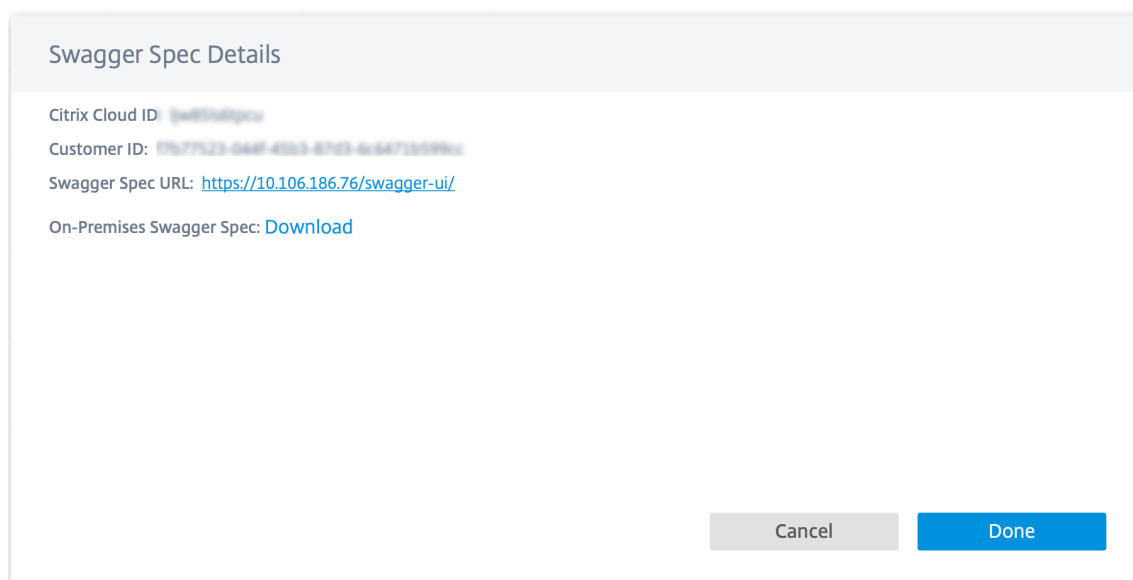 Swagger Spec Details
Citrix Cloud ID:
Customer ID:
Swagger Spec URL: https://10.106.186.76/swagger-ui/
On-Premises Swagger Spec: Download
Cancel Done